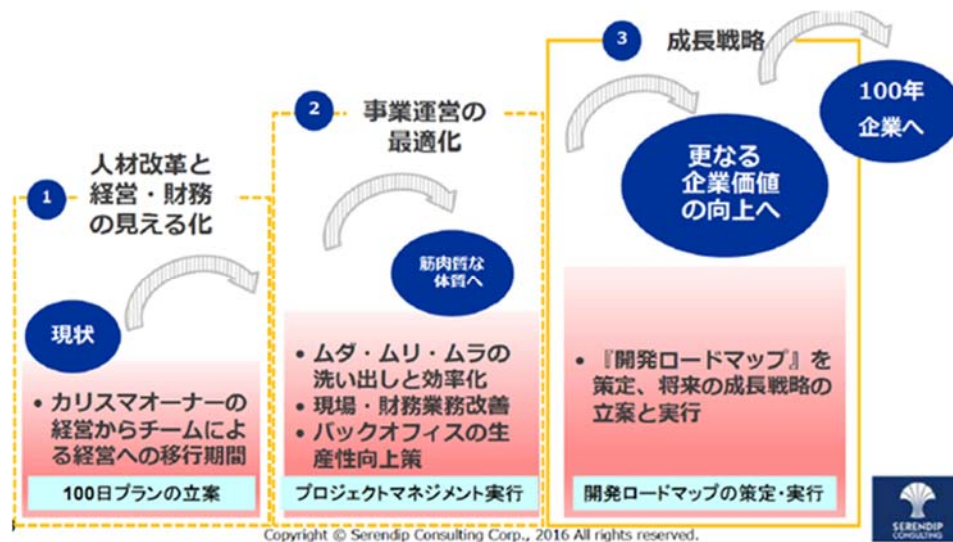 1
人材改革と
経営・財務
の見える化
現状
• カリスマオーナーの
経営からチームによ
る経営への移行期間
100日プランの立案
2
事業運営の
最適化
筋肉質な
体質へ
• ムダ・ムリ・ムラの
洗い出しと効率化
• 現場・財務業務改善
• バックオフィスの生
産性向上策
プロジェクトマネジメント実行
3
成長戦略
更なる
企業価値
の向上へ
100年
企業へ
• 『開発ロードマップ』を
策定、将来の成長戦略の
立案と実行
開発ロードマップの策定・実行
SERENDIP
CONSULTING
Copyright © Serendip Consulting Corp., 2016 All rights reserved.